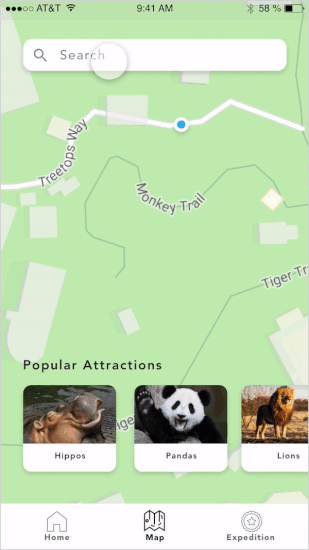 ●●●○○ AT&T 9:41 AM 58 %
Search
Treetops Way
Monkey Trail
Tiger Tr
Popular Attractions
Tige
Hippos
Pandas
Lions
Home
Map
Expedition